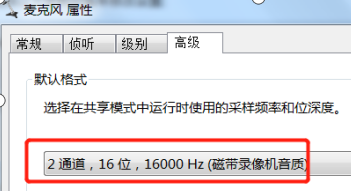 麦克风 属性
常规 侦听 级别 高级
默认格式
选择在共享模式中运行时使用的采样频率和位深度。
2 通道，16 位，16000 Hz (磁带录像机音质)